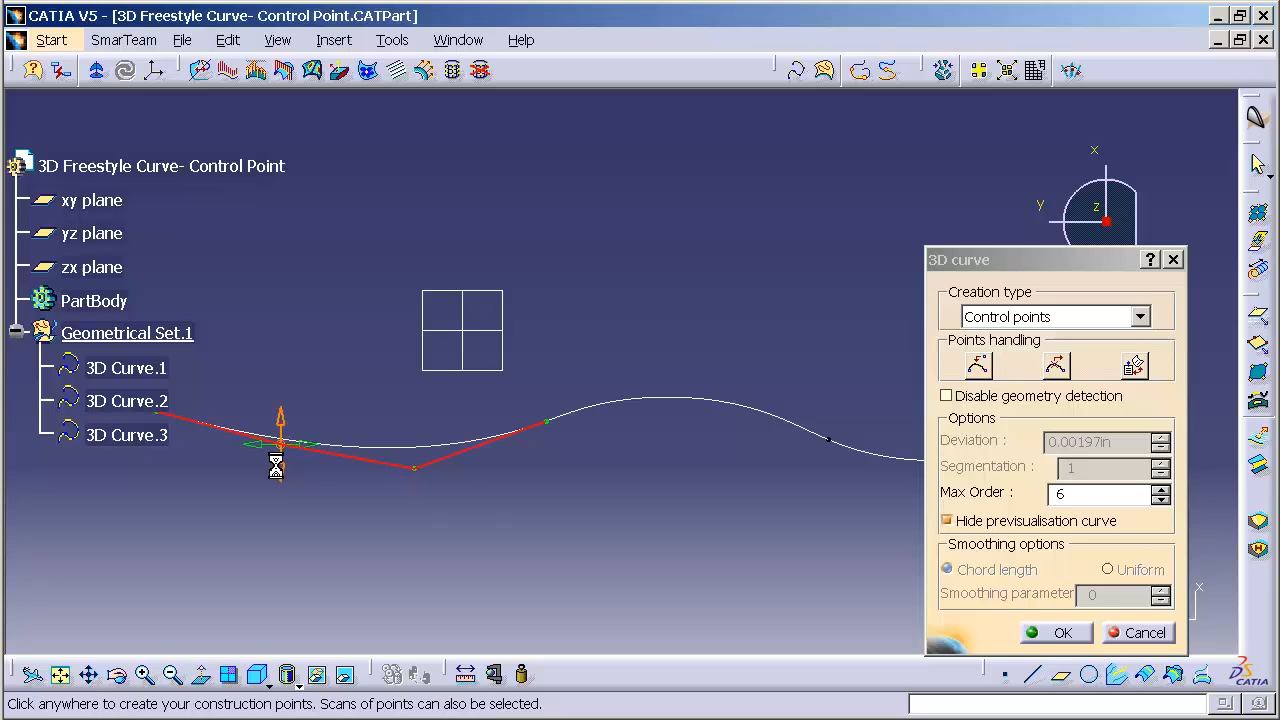 CATIA V5 - [3D Freestyle Curve- Control Point.CATPart]
Start SmarTeam File Edit View Insert Tools Window Help
3D Freestyle Curve- Control Point
xy plane
yz plane
zx plane
PartBody
Geometrical Set.1
3D Curve.1
3D Curve.2
3D Curve.3
x
y
z
3D curve
Creation type
Control points
Points handling
Disable geometry detection
Options
Deviation : 0.00197in
Segmentation : 1
Max Order : 6
Hide previsualisation curve
Smoothing options
Chord length Uniform
Smoothing parameter 0
OK Cancel
x
CATIA
Click anywhere to create your construction points. Scans of points can also be selected.